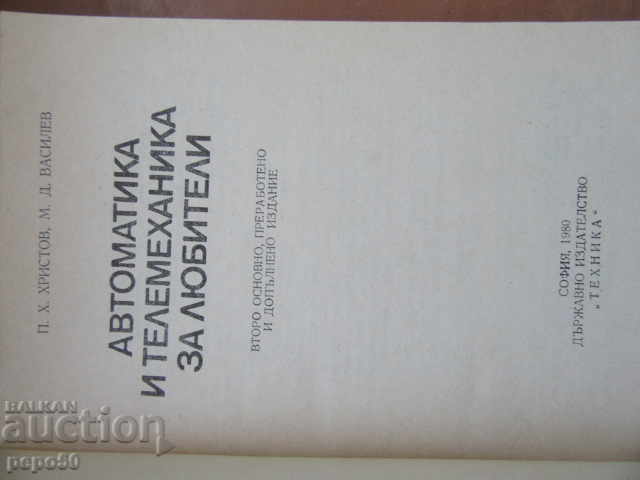 П. Х. ХРИСТОВ, М. Д. ВАСИЛЕВ
АВТОМАТИКА
И ТЕЛЕМЕХАНИКА
ЗА ЛЮБИТЕЛИ
ВТОРО ОСНОВНО, ПРЕРАБОТЕНО
И ДОПЪЛНЕНО ИЗДАНИЕ
СОФИЯ, 1980
ДЪРЖАВНО ИЗДАТЕЛСТВО
„ТЕХНИКА“
BALKAN
auction
pepo50